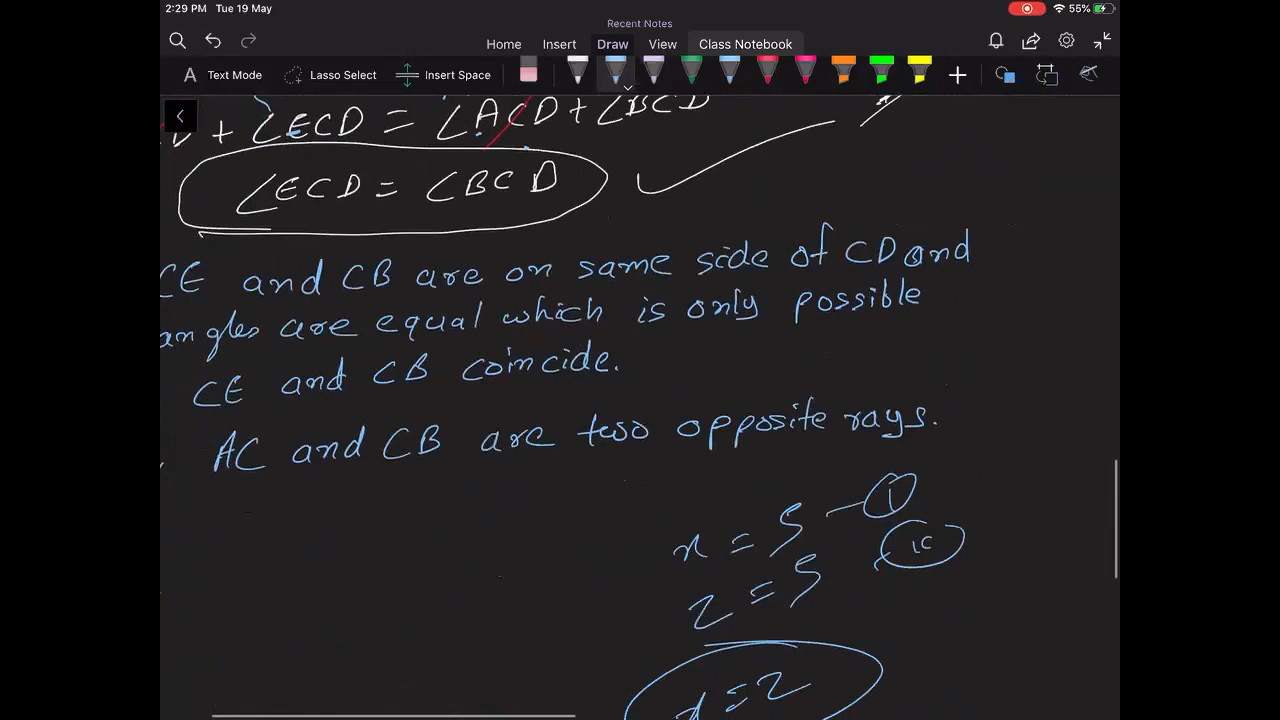 2:29 PM Tue 19 May
55%
Recent Notes
Home Insert Draw View Class Notebook
Text Mode Lasso Select Insert Space
D + ∠ECD = ∠ACD + ∠BCD
∠ECD = ∠BCD
CE and CB are on same side of CD and
angles are equal which is only possible
CE and CB coincide.
AC and CB are two opposite rays.
x = 5 - ①
z = 5
x = z